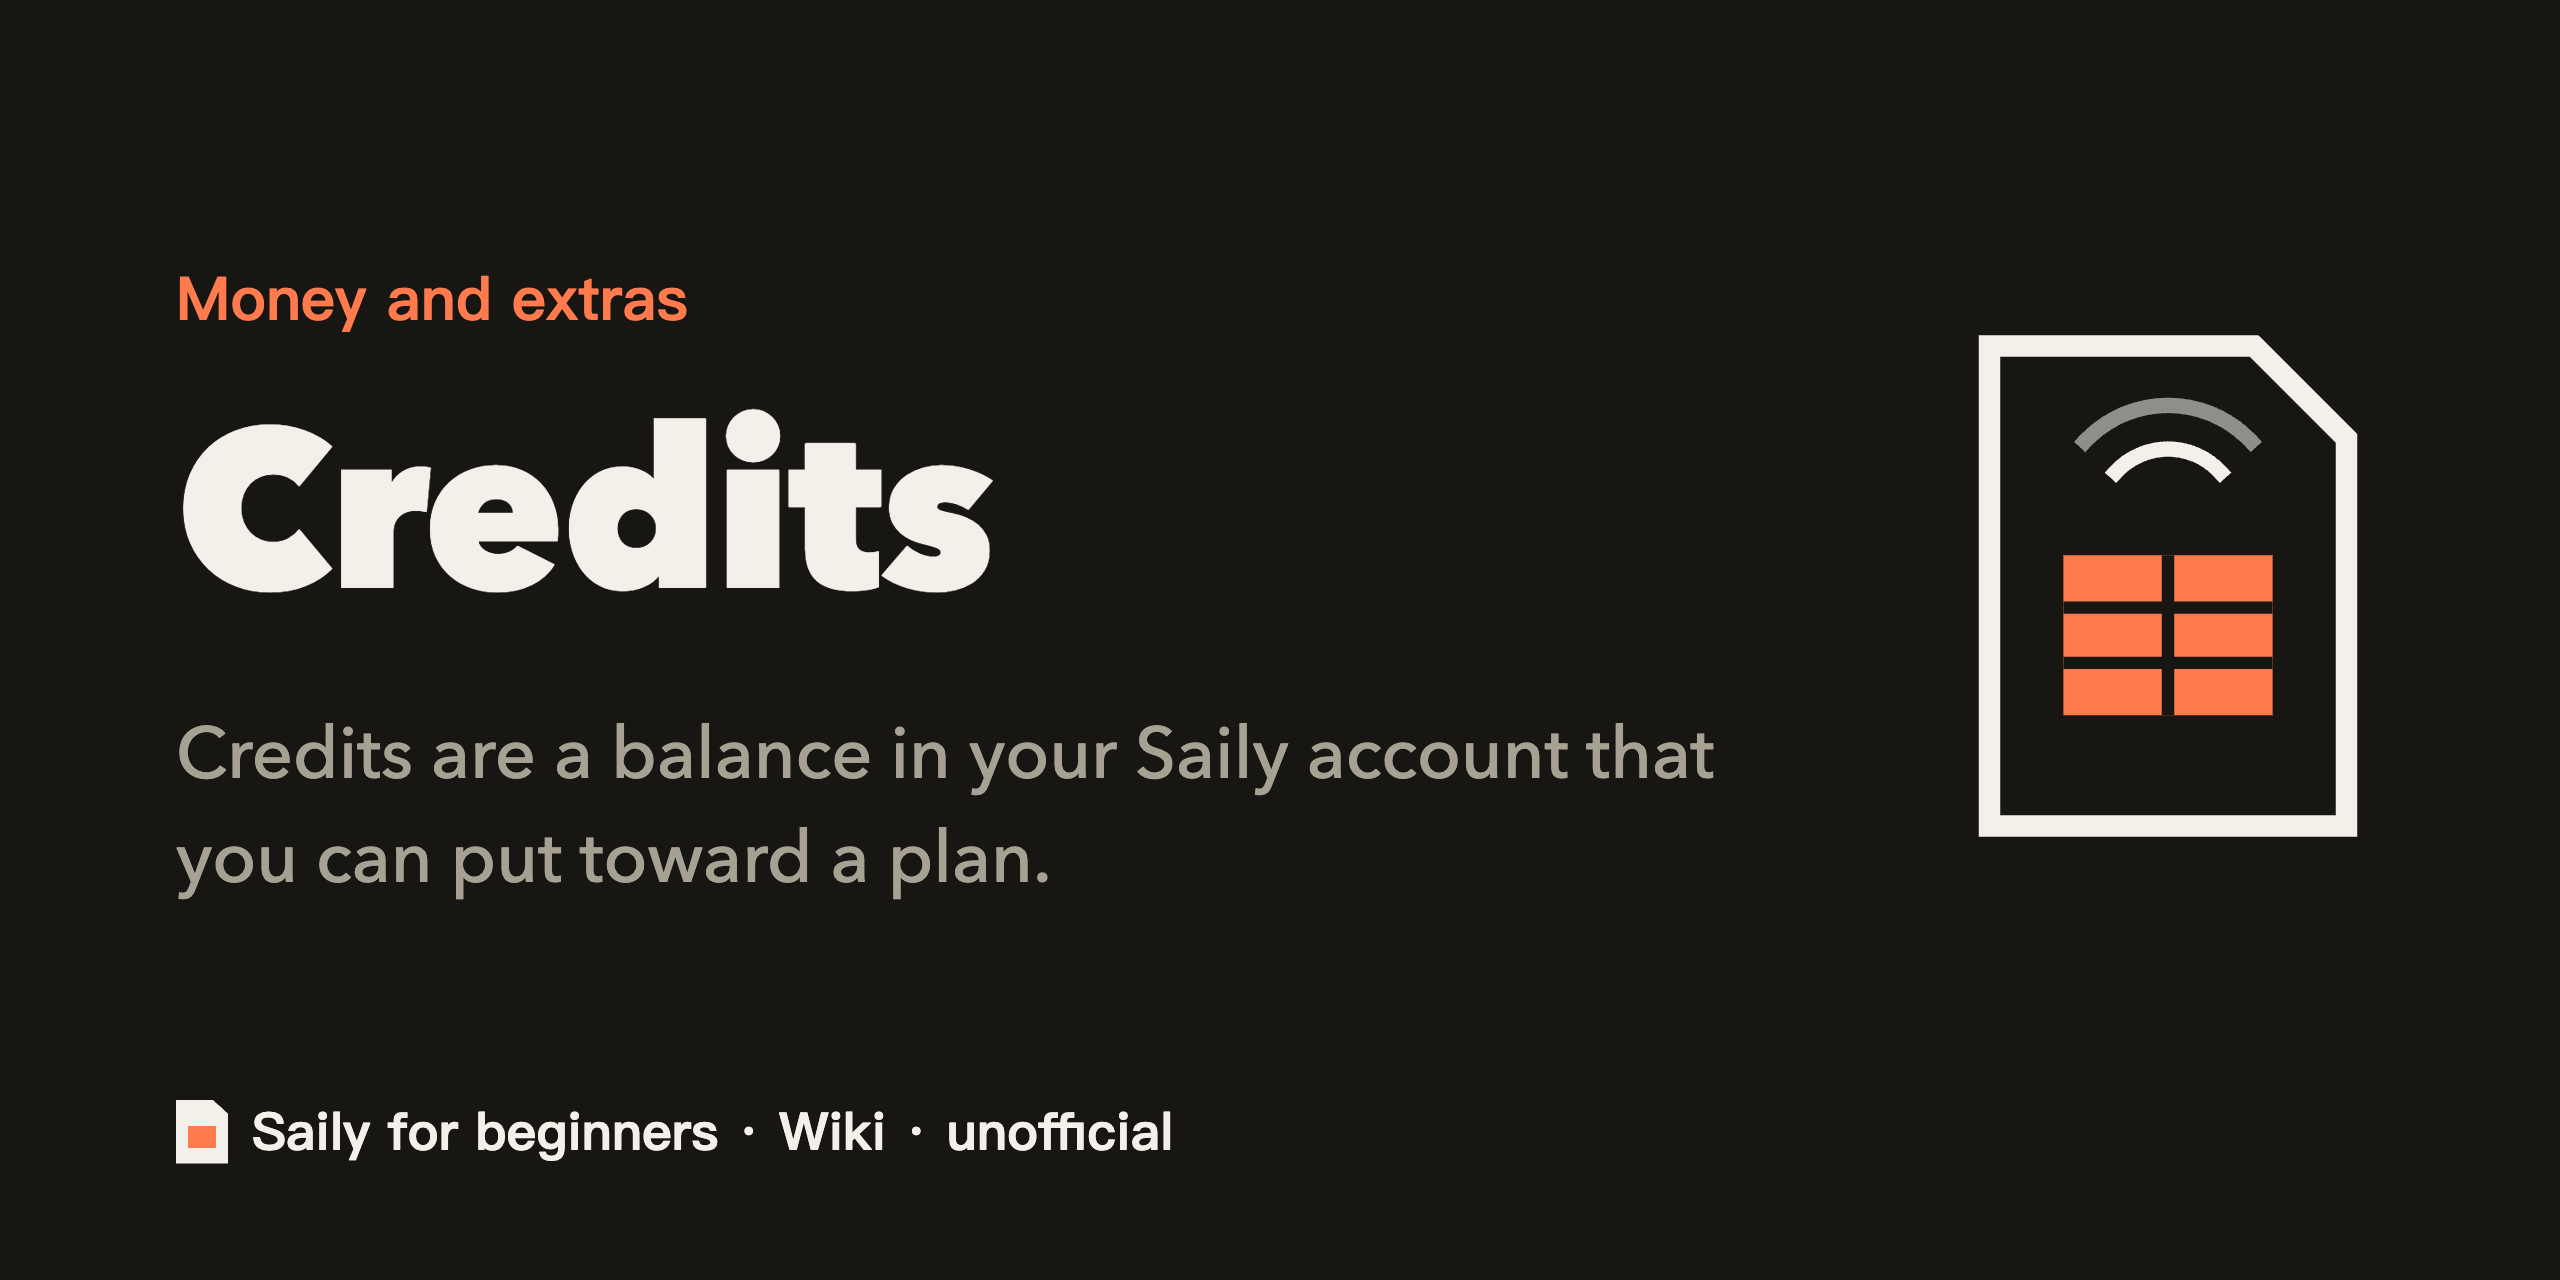 Money and extras
Credits
Credits are a balance in your Saily account that
you can put toward a plan.
Saily for beginners · Wiki · unofficial